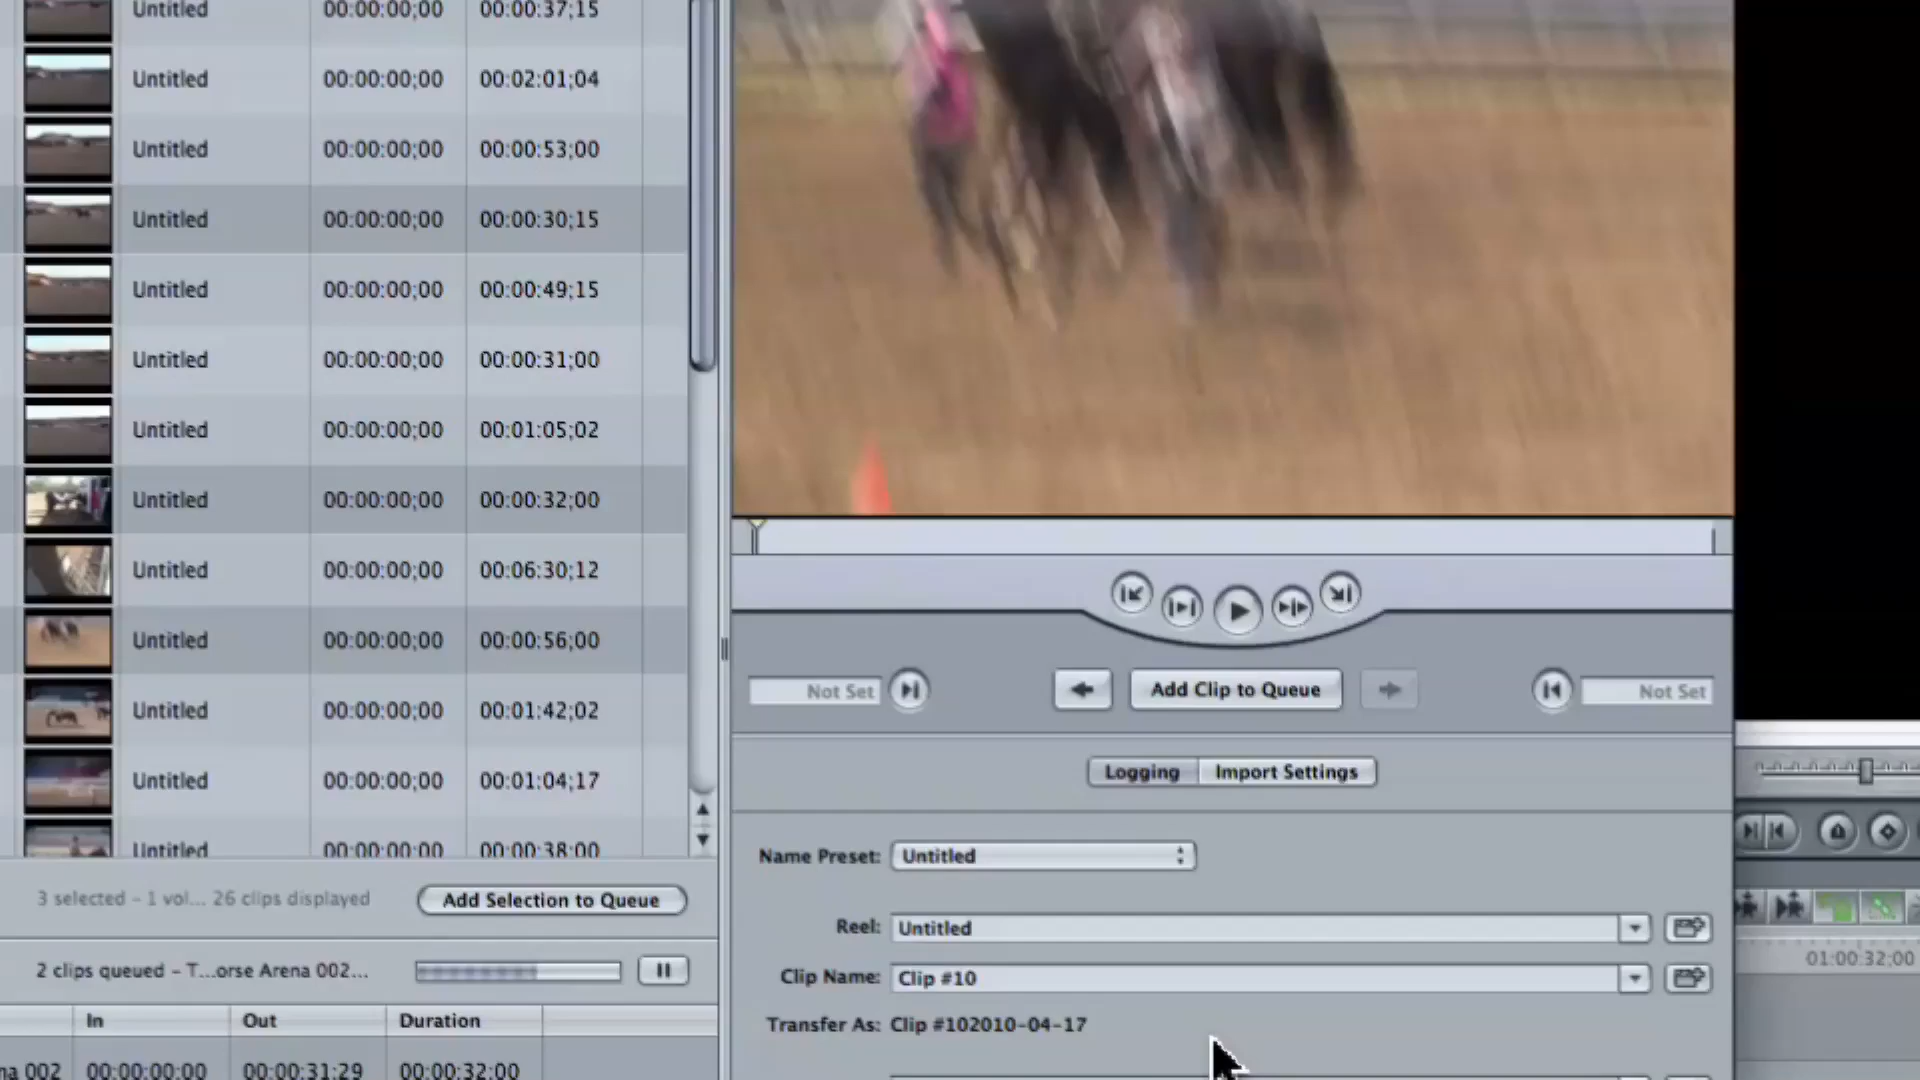 Untitled 00:00:00;00 00:00:37;15
Untitled 00:00:00;00 00:02:01;04
Untitled 00:00:00;00 00:00:53;00
Untitled 00:00:00;00 00:00:30;15
Untitled 00:00:00;00 00:00:49;15
Untitled 00:00:00;00 00:00:31;00
Untitled 00:00:00;00 00:01:05;02
Untitled 00:00:00;00 00:00:32;00
Untitled 00:00:00;00 00:06:30;12
Untitled 00:00:00;00 00:00:56;00
Untitled 00:00:00;00 00:01:42;02
Untitled 00:00:00;00 00:01:04;17
Untitled 00:00:00;00 00:00:38;00
3 selected - 1 vol... 26 clips displayed
Add Selection to Queue
2 clips queued - T...orse Arena 002...
In Out Duration
na 002 00:00:00;00 00:00:31;29 00:00:32;00
Not Set
Add Clip to Queue
Not Set
Logging Import Settings
Name Preset: Untitled
Reel: Untitled
Clip Name: Clip #10
Transfer As: Clip #102010-04-17
01:00:32;00